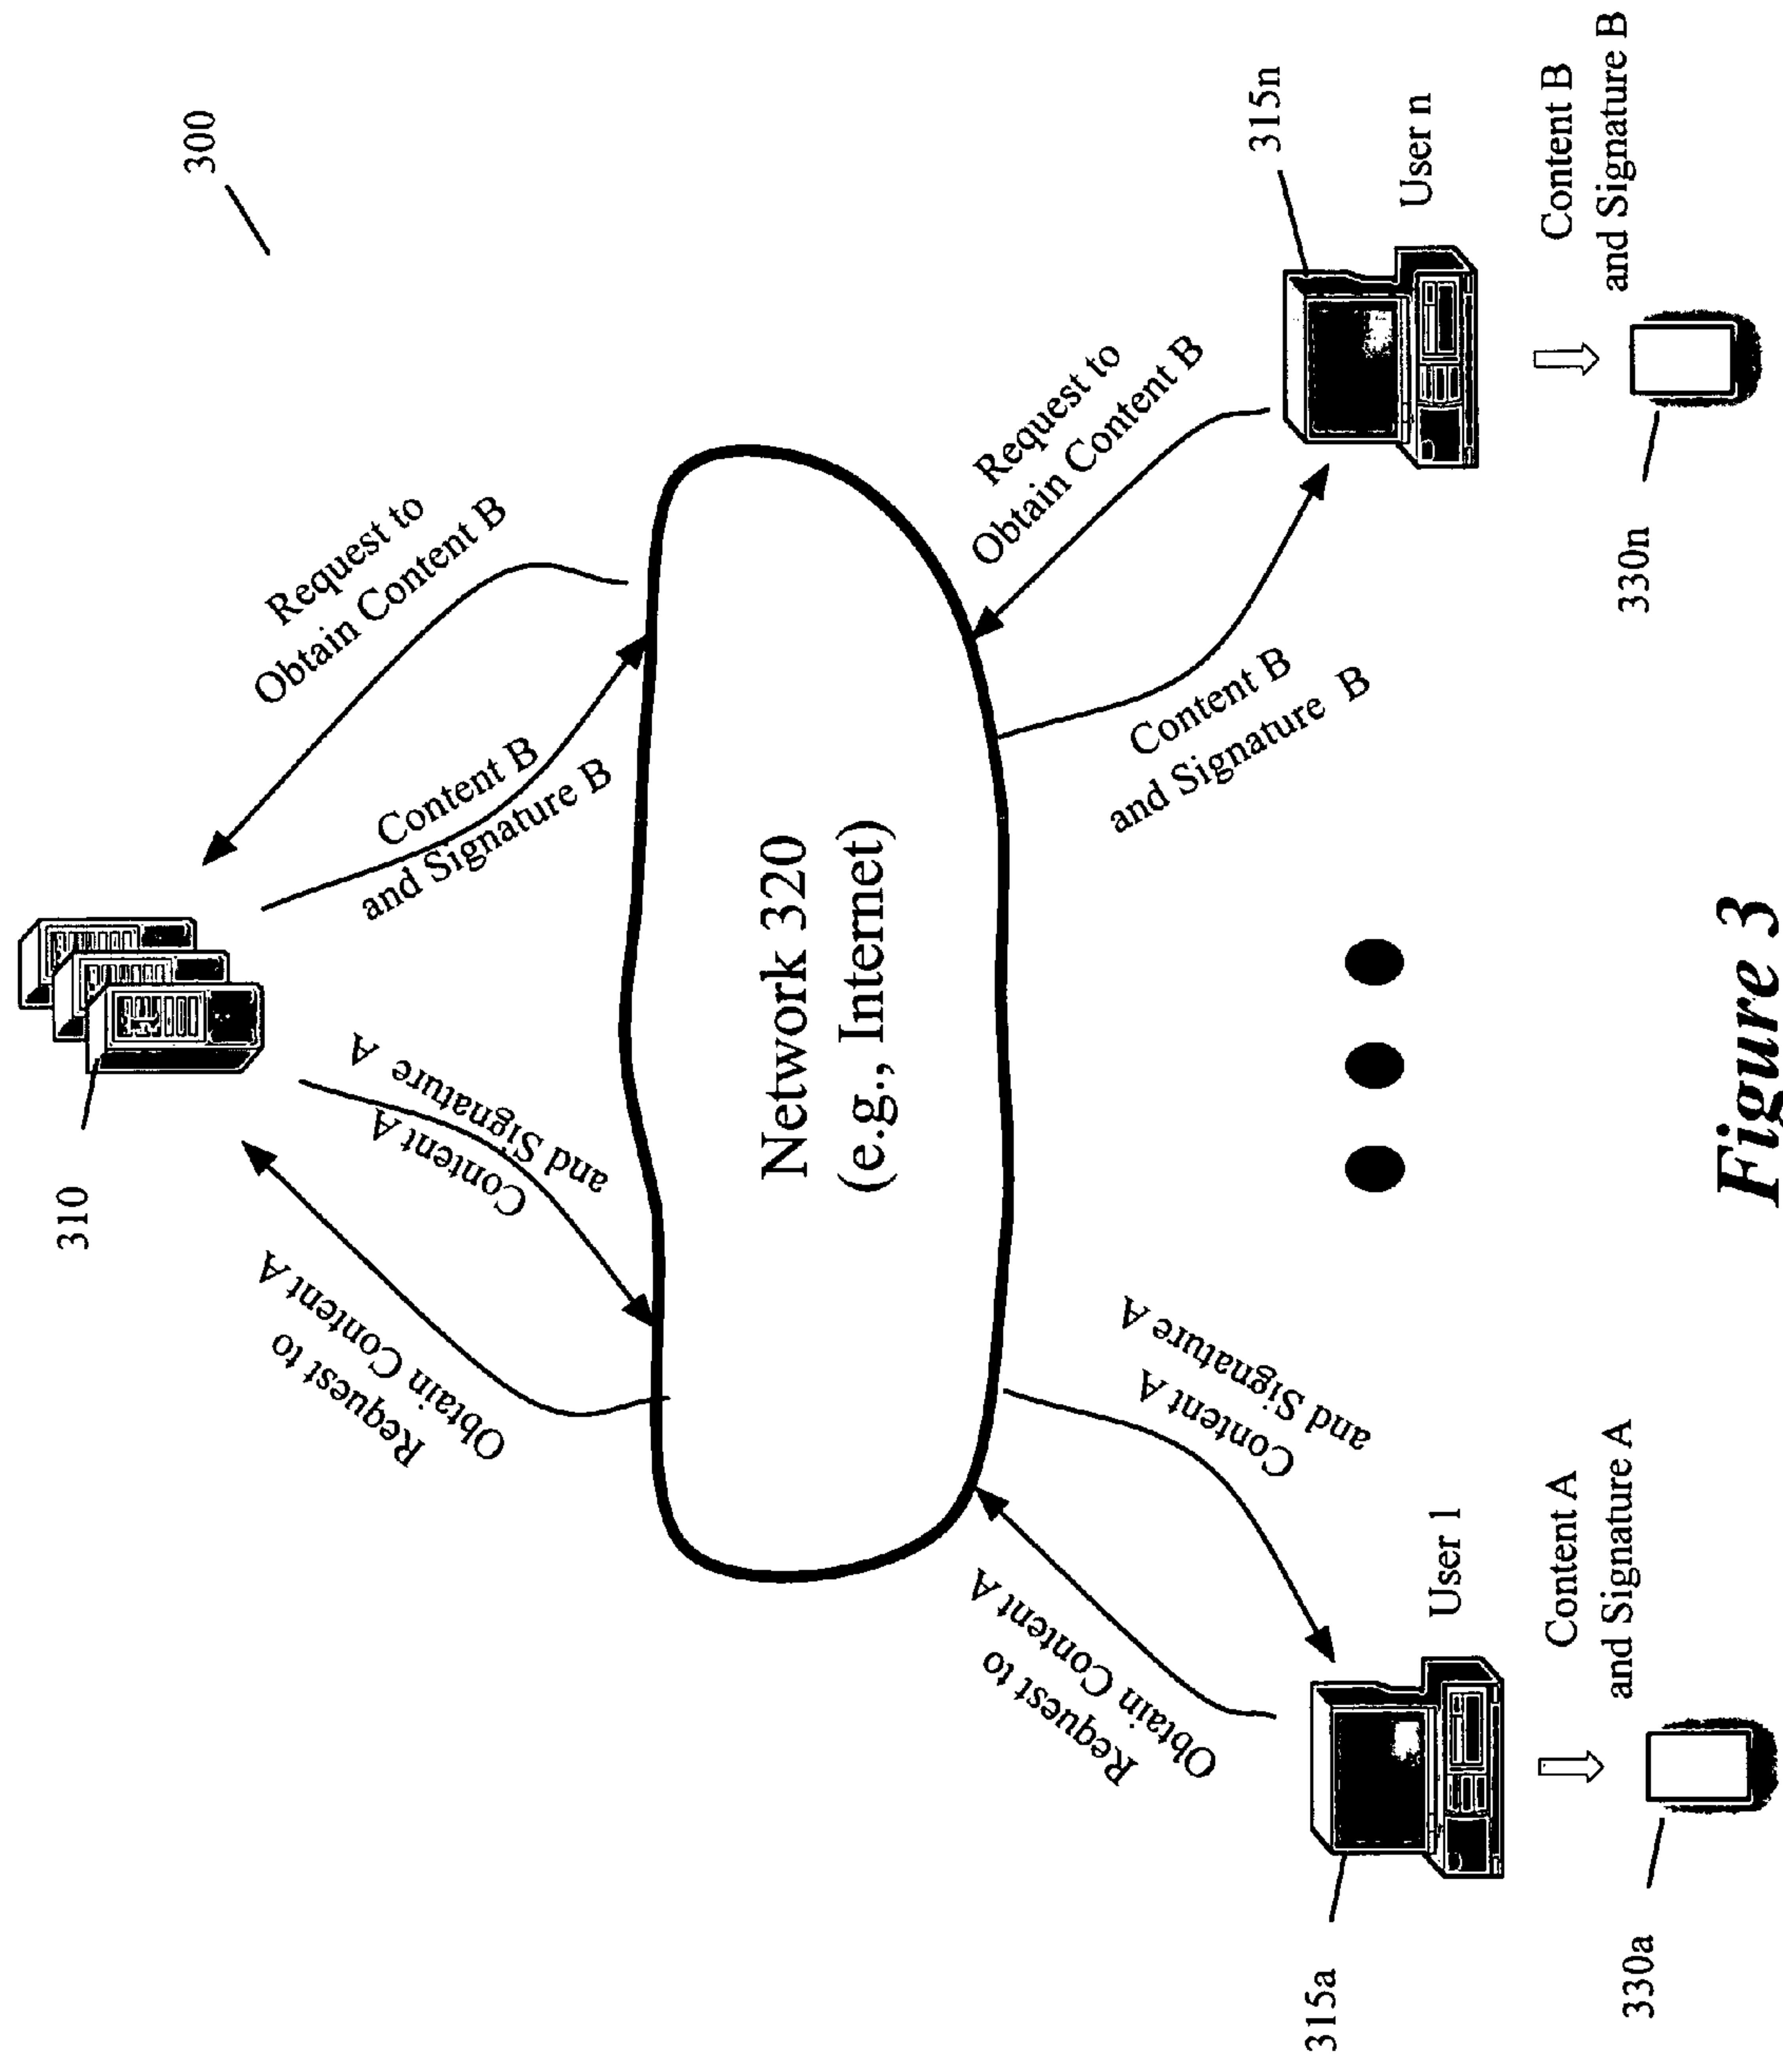 300
310
Request to
Obtain Content A
Content A
and Signature A
Content B
and Signature B
Request to
Obtain Content B
Network 320
(e.g., Internet)
Request to
Obtain Content A
Content A
and Signature A
Content B
and Signature B
Request to
Obtain Content B
315a
User 1
315n
User n
330a
Content A
and Signature A
330n
Content B
and Signature B
Figure 3